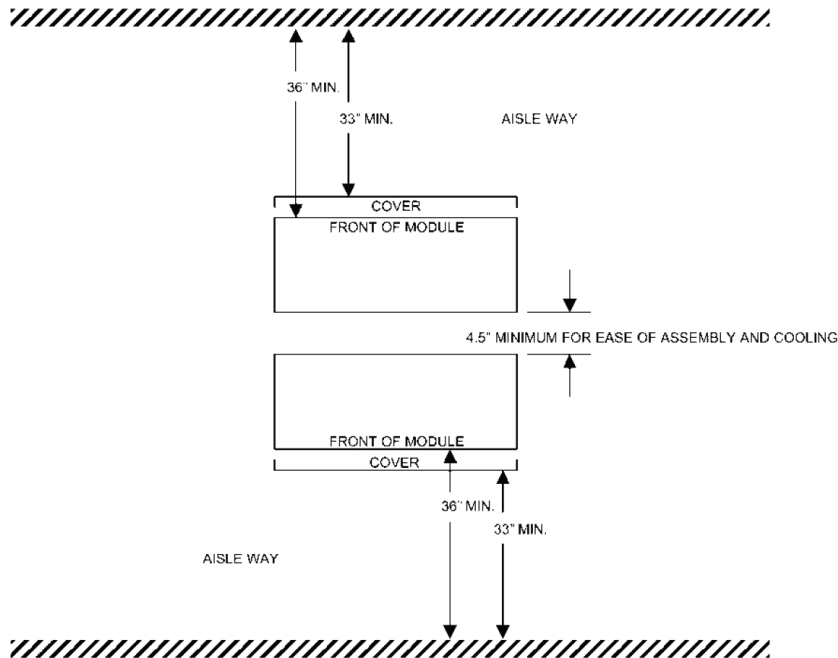 36" MIN.
33" MIN.
AISLE WAY
COVER
FRONT OF MODULE
4.5" MINIMUM FOR EASE OF ASSEMBLY AND COOLING
FRONT OF MODULE
COVER
36" MIN.
33" MIN.
AISLE WAY